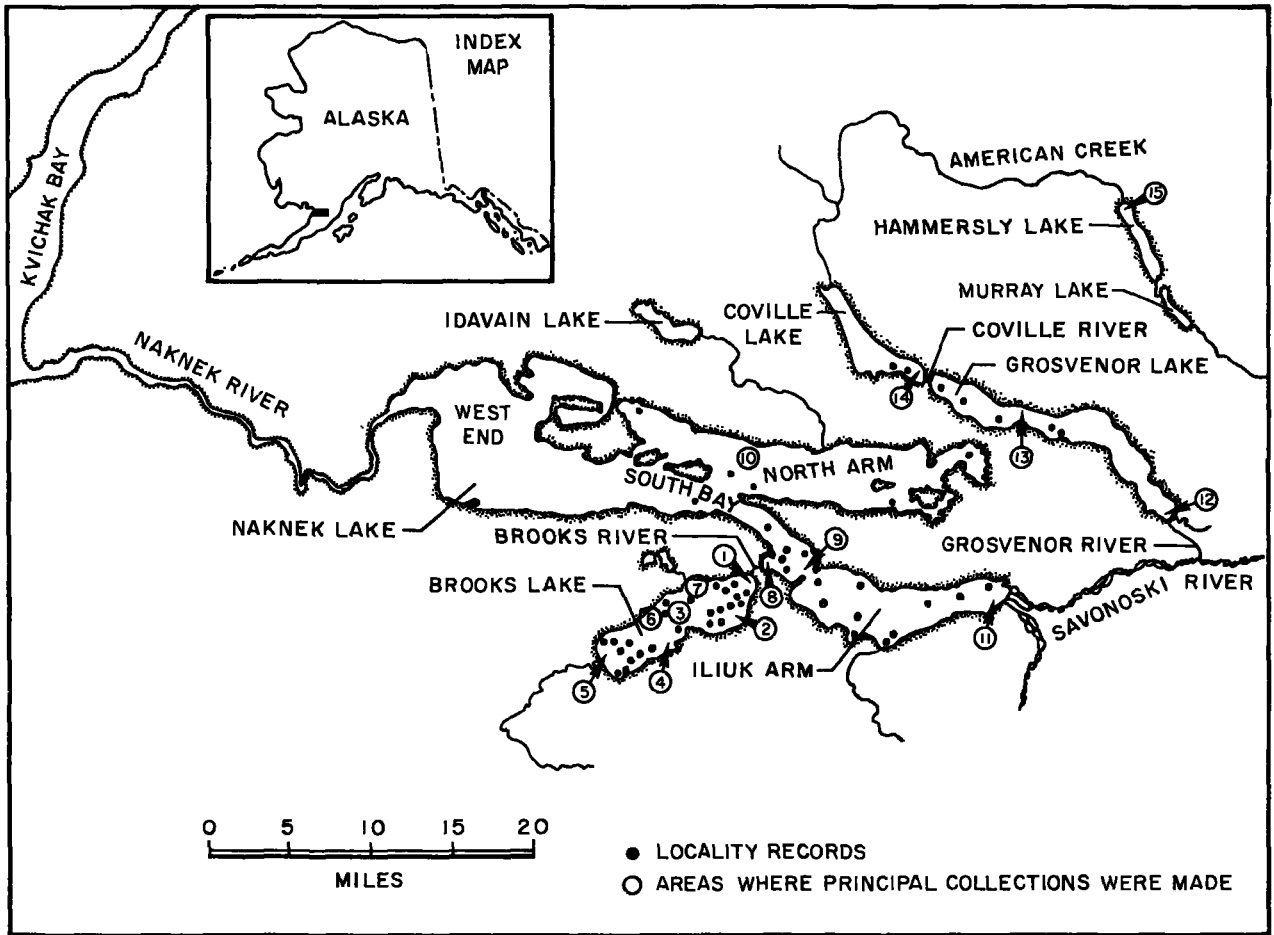 INDEX
MAP
ALASKA
KVICHAK BAY
AMERICAN CREEK
15
HAMMERSLY LAKE
MURRAY LAKE
IDAVAIN LAKE
COVILLE
LAKE
COVILLE RIVER
GROSVENOR LAKE
NAKNEK RIVER
WEST
END
14
13
10
NORTH ARM
SOUTH BAY
12
NAKNEK LAKE
BROOKS RIVER
9
GROSVENOR RIVER
1
BROOKS LAKE
7
8
SAVONOSKI RIVER
6
3
2
11
ILIUK ARM
5
4
0 5 10 15 20
MILES
LOCALITY RECORDS
AREAS WHERE PRINCIPAL COLLECTIONS WERE MADE